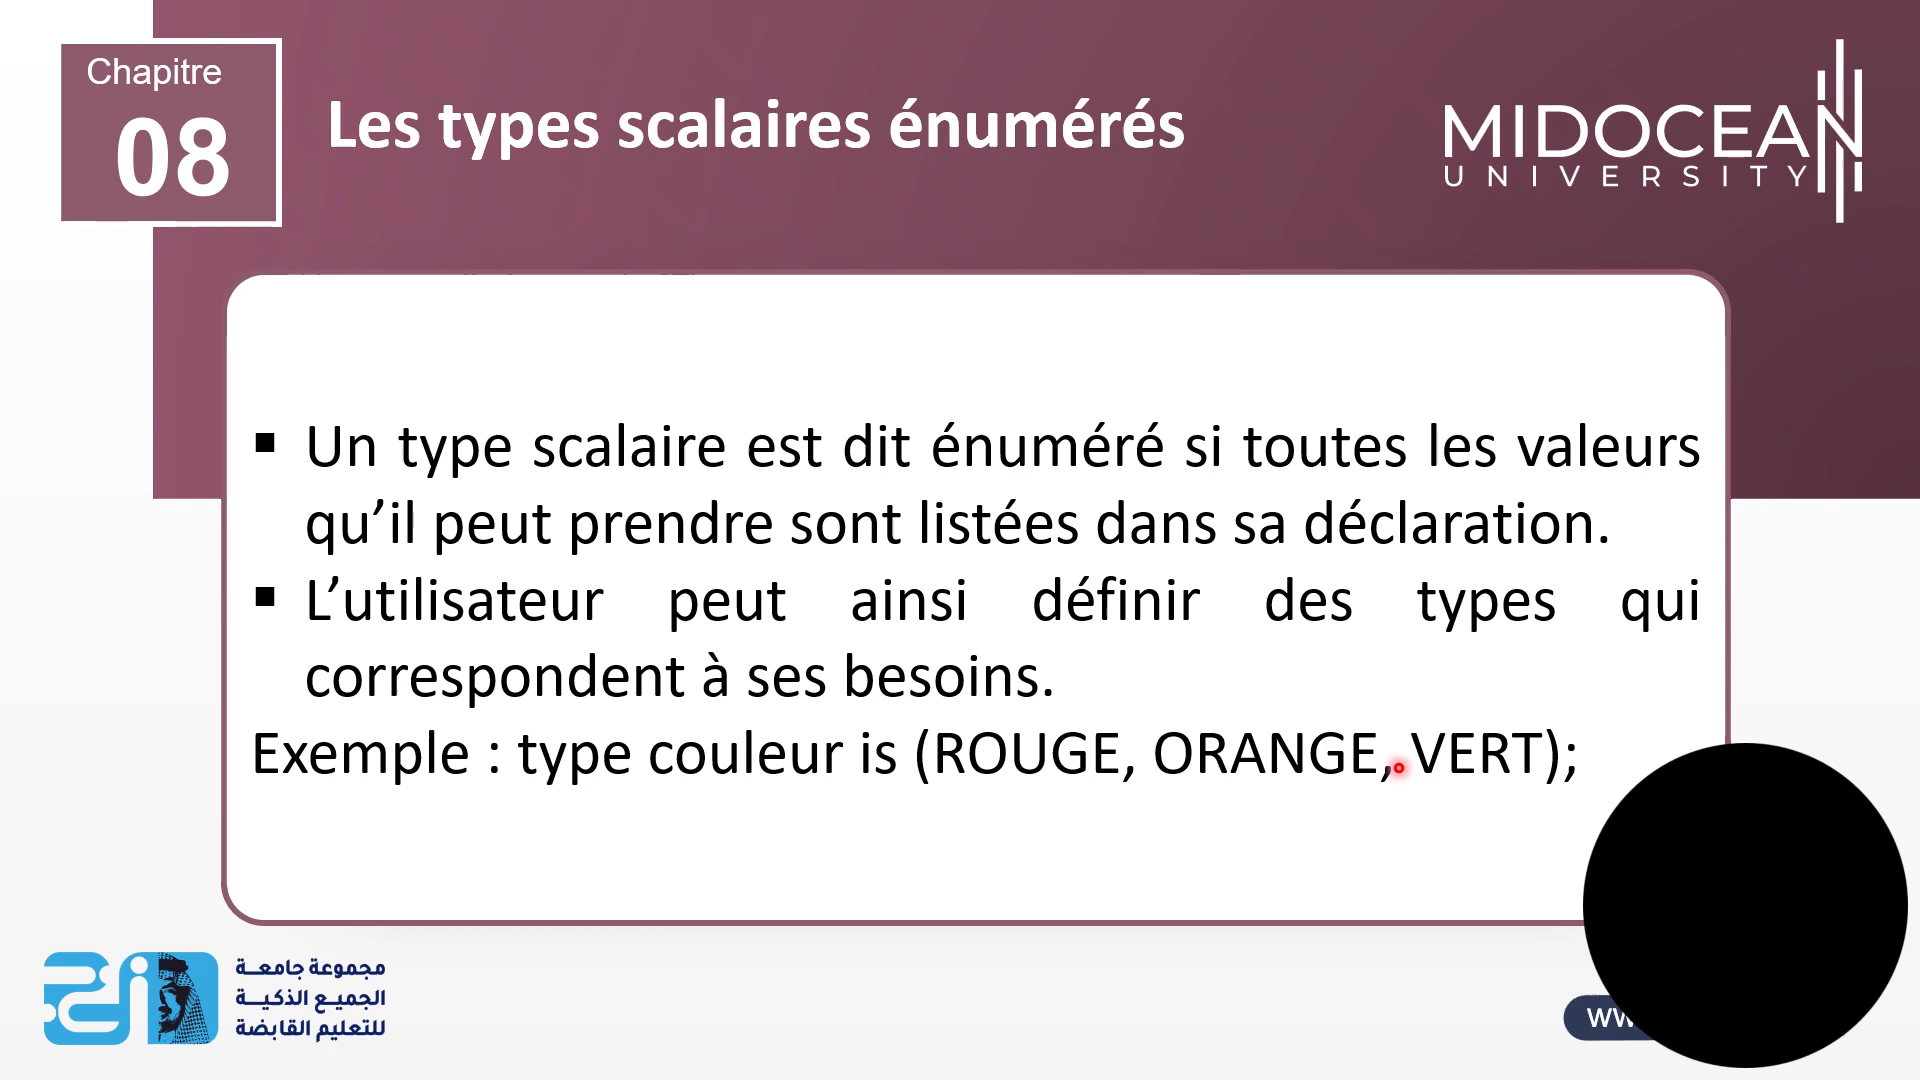 Chapitre
08
Les types scalaires énumérés
MIDOCEAN
UNIVERSITY
▪ Un type scalaire est dit énuméré si toutes les valeurs
qu’il peut prendre sont listées dans sa déclaration.
▪ L’utilisateur peut ainsi définir des types qui
correspondent à ses besoins.
Exemple : type couleur is (ROUGE, ORANGE, VERT);
مجموعة جامعة
الجميع الذكية
للتعليم القابضة